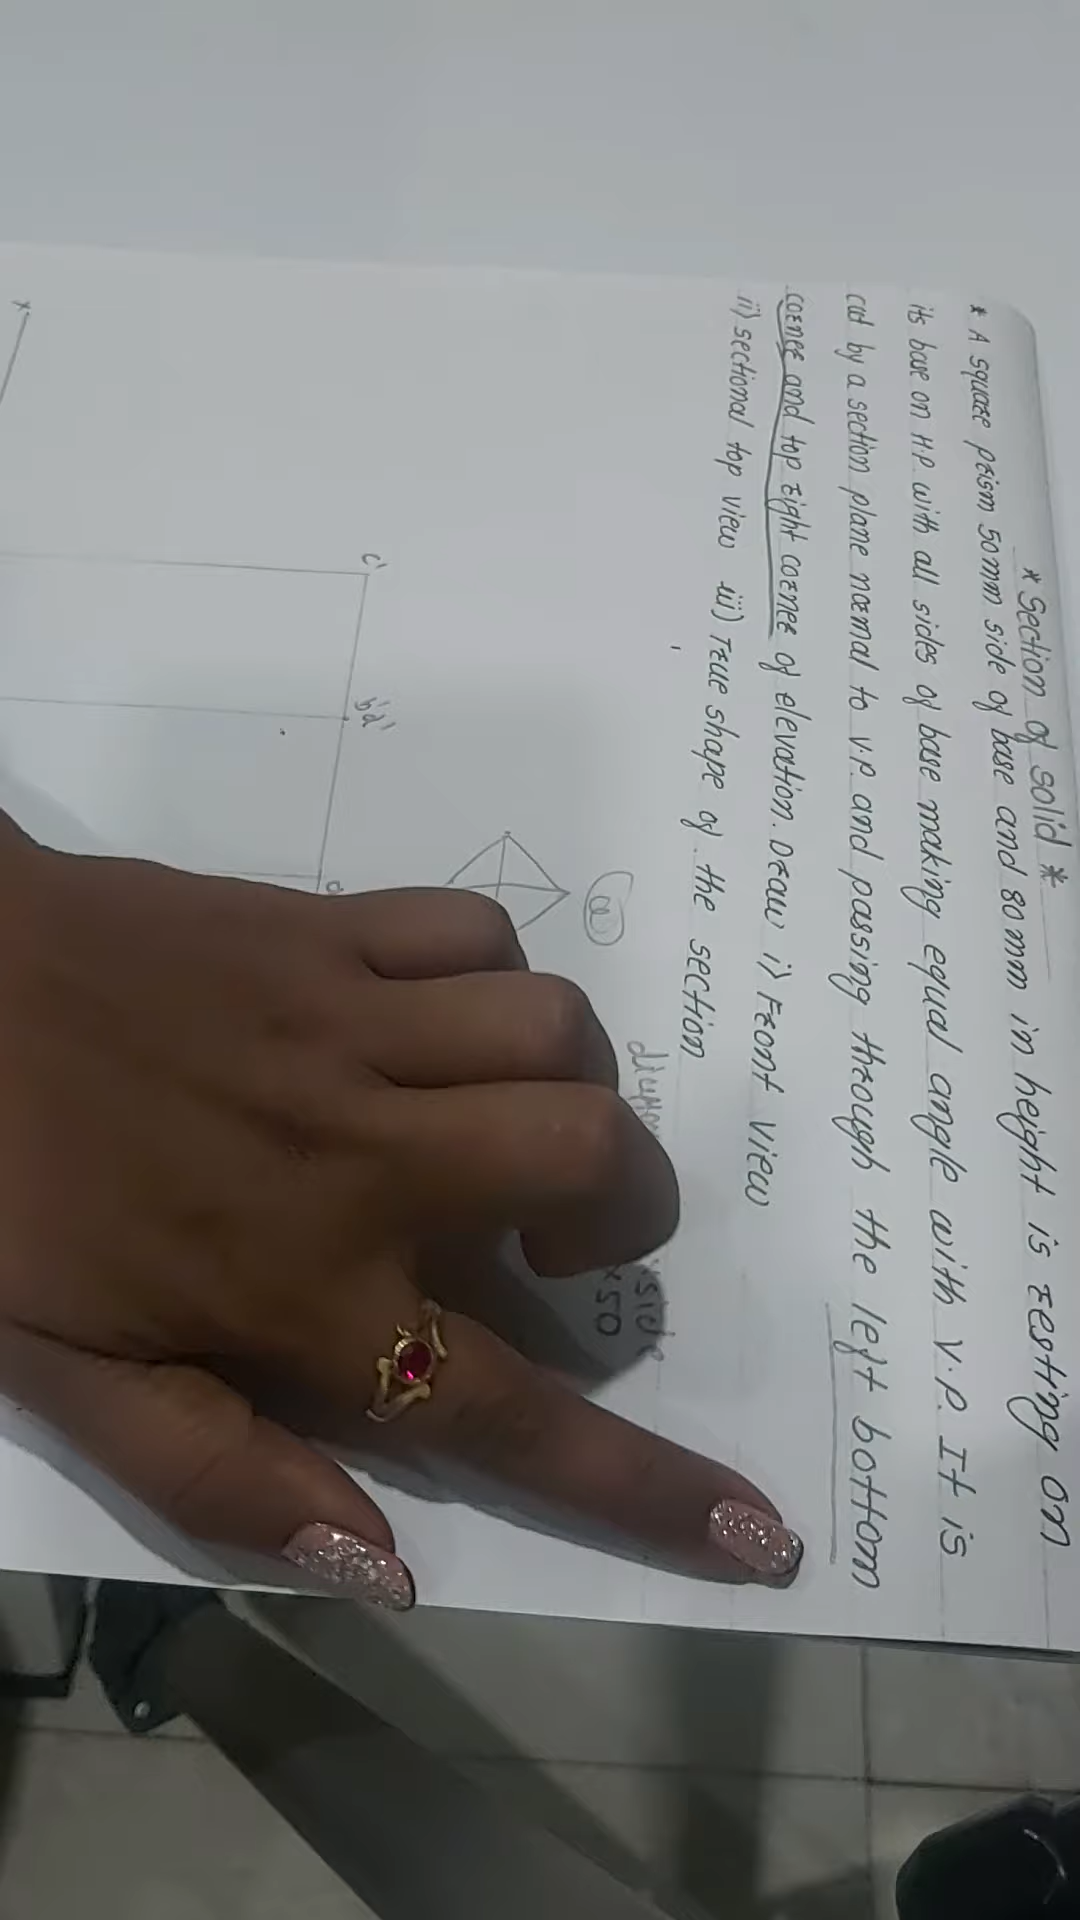 * Section of solid *
* A square prism 50mm side of base and 80mm in height is resting on
its base on H.P. with all sides of base making equal angle with V.P. It is
cut by a section plane normal to V.P. and passing through the left bottom
corner and top right corner of elevation. Draw i) Front view
ii) sectional top view iii) True shape of the section
side
x50
c'
b'd'
x